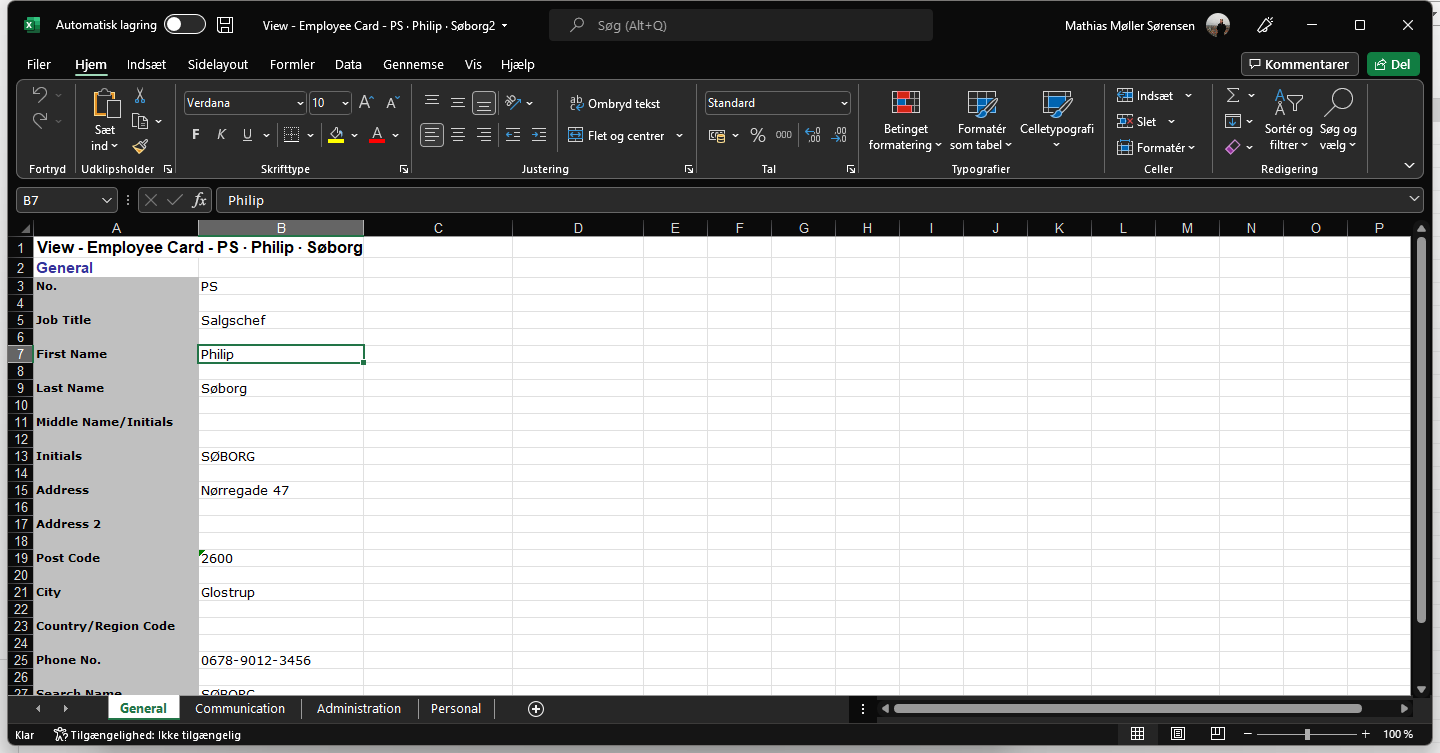 Automatisk lagring
View - Employee Card - PS · Philip · Søborg2
Søg (Alt+Q)
Mathias Møller Sørensen
Filer Hjem Indsæt Sidelayout Formler Data Gennemse Vis Hjælp
Kommentarer Del
Sæt ind
Fortryd
Udklipsholder
Verdana 10
F K U
Skrifttype
Ombryd tekst
Flet og centrer
Justering
Standard
% 000
Tal
Betinget formatering
Formatér som tabel
Celletypografi
Typografier
Indsæt
Slet
Formatér
Celler
Sortér og filtrer
Søg og vælg
Redigering
B7 fx Philip
A B C D E F G H I J K L M N O P
1 View - Employee Card - PS · Philip · Søborg
2 General
3 No. PS
4
5 Job Title Salgschef
6
7 First Name Philip
8
9 Last Name Søborg
10
11 Middle Name/Initials
12
13 Initials SØBORG
14
15 Address Nørregade 47
16
17 Address 2
18
19 Post Code 2600
20
21 City Glostrup
22
23 Country/Region Code
24
25 Phone No. 0678-9012-3456
26
27 Search Name SØBORG
General Communication Administration Personal
Klar Tilgængelighed: Ikke tilgængelig 100 %